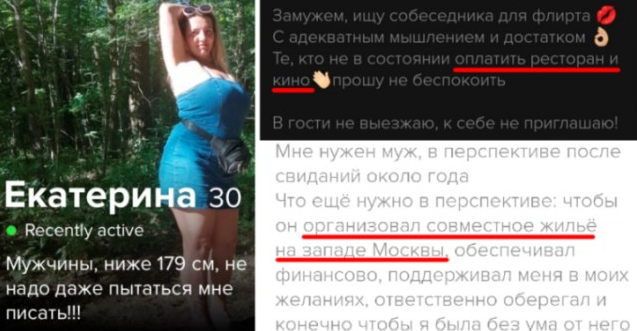 Екатерина 30
Recently active
Мужчины, ниже 179 см, не
надо даже пытаться мне
писать!!!
Замужем, ищу собеседника для флирта 💋
С адекватным мышлением и достатком 👌🏻
Те, кто не в состоянии оплатить ресторан и
кино👋🏻прошу не беспокоить
В гости не выезжаю, к себе не приглашаю!
Мне нужен муж, в перспективе после
свиданий около года
Что ещё нужно в перспективе: чтобы
он организовал совместное жильё
на западе Москвы, обеспечивал
финансово, поддерживал меня в моих
желаниях, ответственно оберегал и
конечно чтобы я была без ума от него